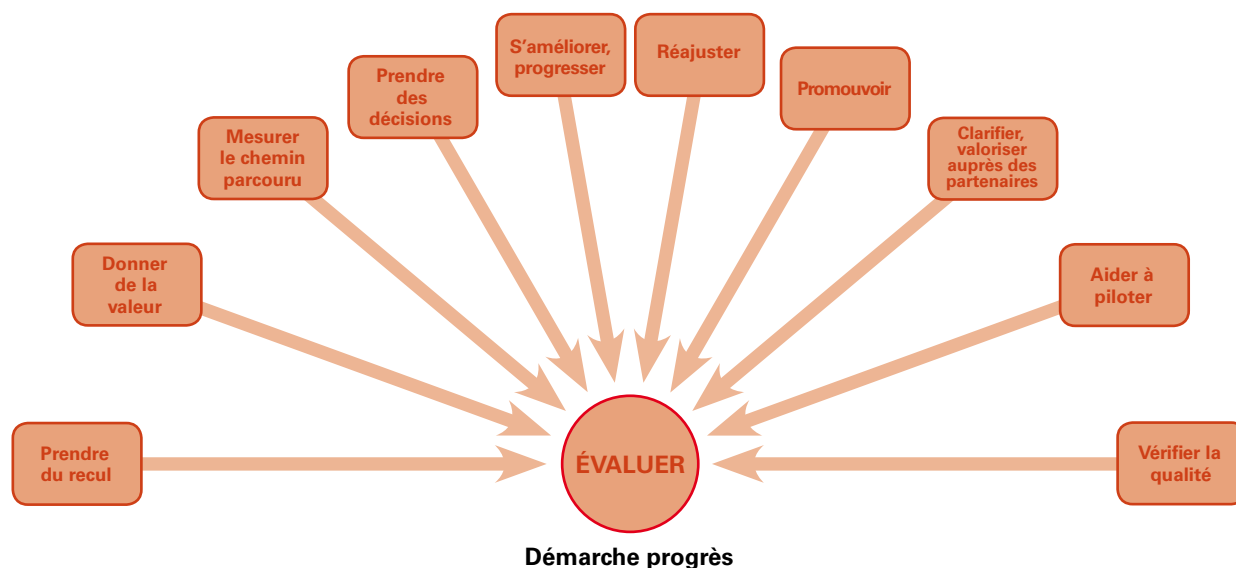 Prendre
du recul
Donner
de la
valeur
Mesurer
le chemin
parcouru
Prendre
des
décisions
S'améliorer,
progresser
Réajuster
Promouvoir
Clarifier,
valoriser
auprès des
partenaires
Aider à
piloter
Vérifier la
qualité
ÉVALUER
Démarche progrès